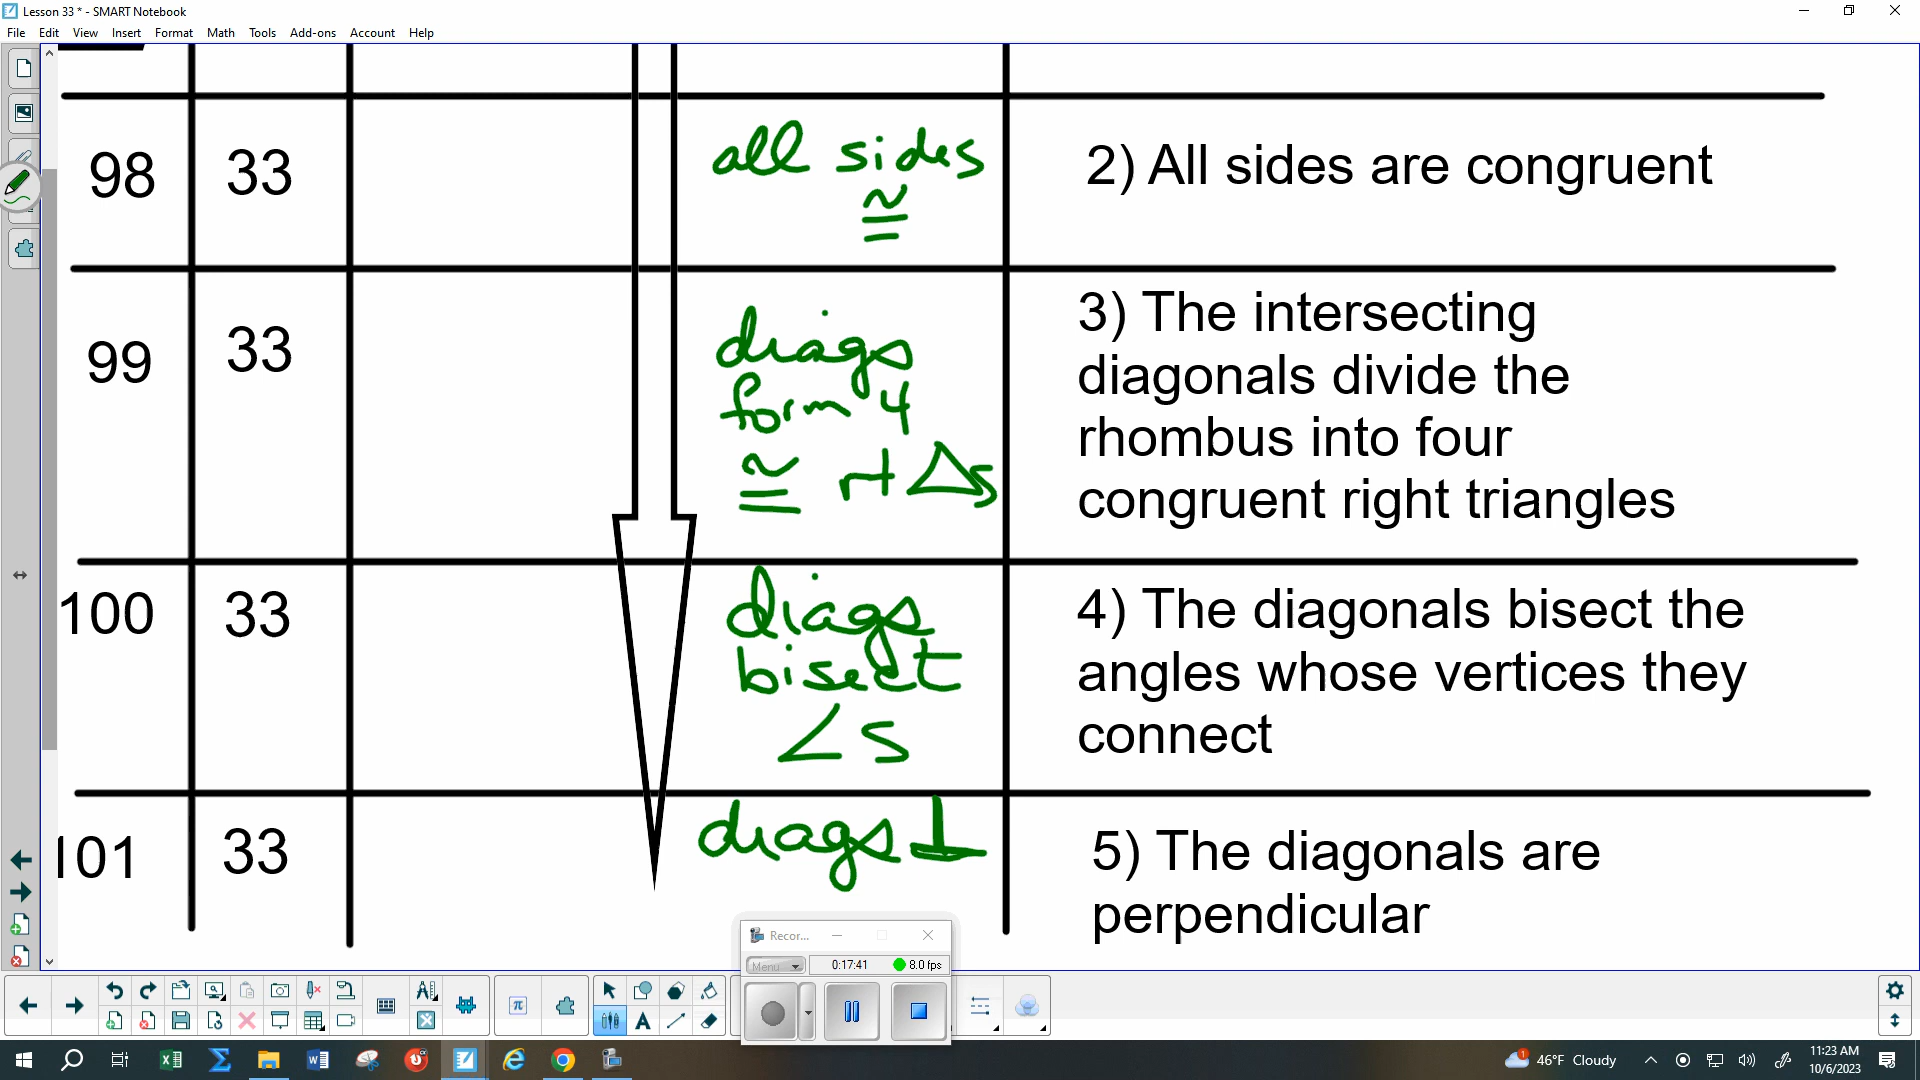 Lesson 33 * - SMART Notebook
File Edit View Insert Format Math Tools Add-ons Account Help
98 33 all sides
≅
2) All sides are congruent
99 33 diags
form 4
≅ rt △s
3) The intersecting
diagonals divide the
rhombus into four
congruent right triangles
100 33 diags
bisect
∠s
4) The diagonals bisect the
angles whose vertices they
connect
101 33 diags ⊥
5) The diagonals are
perpendicular
Recor...
Menu 0:17:41 8.0 fps
46°F Cloudy
11:23 AM
10/6/2023